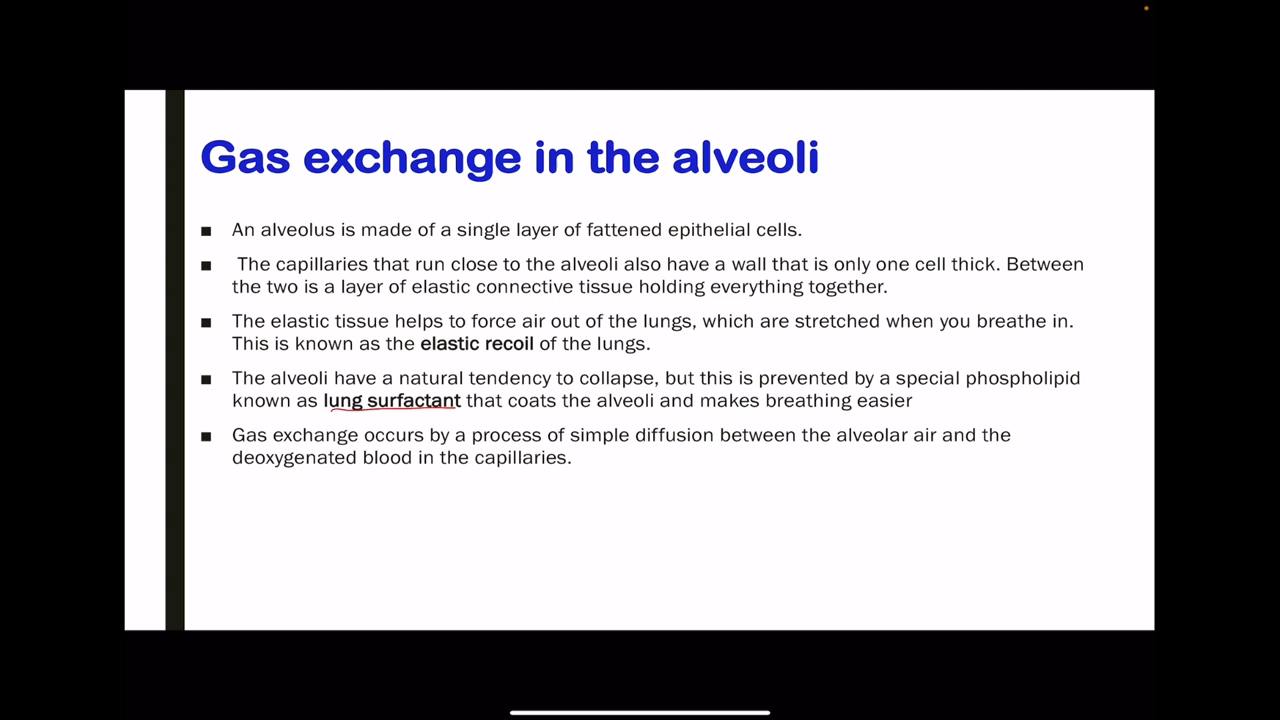 Gas exchange in the alveoli
■ An alveolus is made of a single layer of fattened epithelial cells.
■ The capillaries that run close to the alveoli also have a wall that is only one cell thick. Between
the two is a layer of elastic connective tissue holding everything together.
■ The elastic tissue helps to force air out of the lungs, which are stretched when you breathe in.
This is known as the elastic recoil of the lungs.
■ The alveoli have a natural tendency to collapse, but this is prevented by a special phospholipid
known as lung surfactant that coats the alveoli and makes breathing easier
■ Gas exchange occurs by a process of simple diffusion between the alveolar air and the
deoxygenated blood in the capillaries.